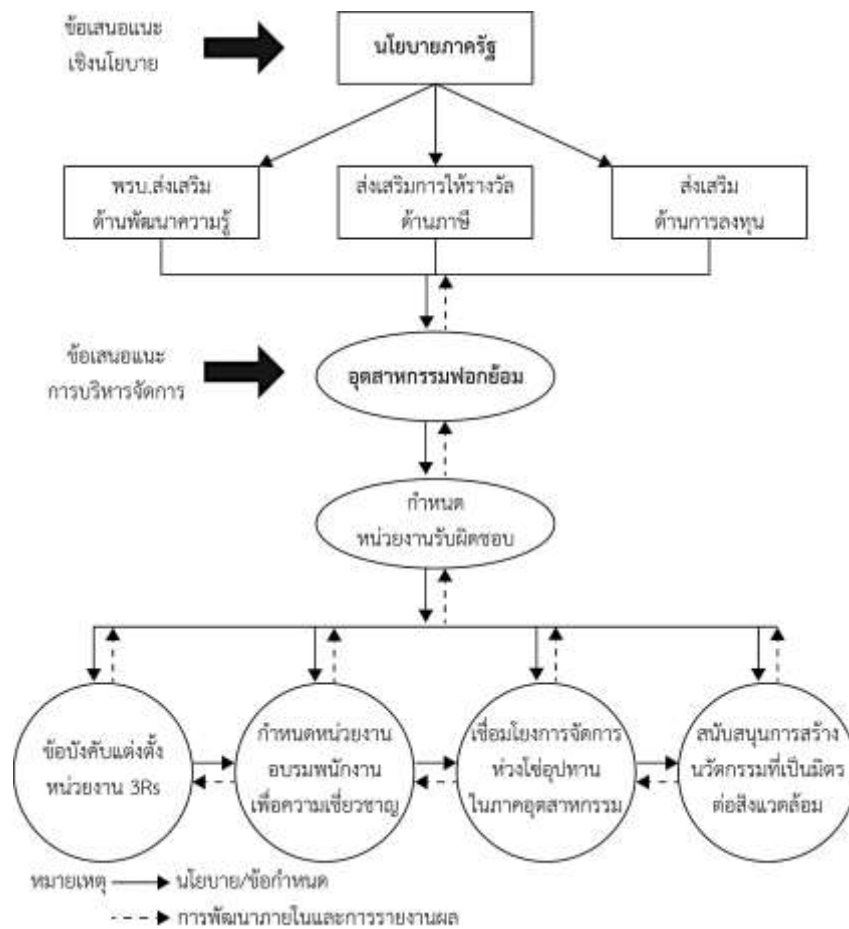 ข้อเสนอแนะ
เชิงนโยบาย
นโยบายภาครัฐ
พรบ.ส่งเสริม
ด้านพัฒนาความรู้
ส่งเสริมการให้รางวัล
ด้านภาษี
ส่งเสริม
ด้านการลงทุน
ข้อเสนอแนะ
การบริหารจัดการ
อุตสาหกรรมฟอกย้อม
กำหนด
หน่วยงานรับผิดชอบ
ข้อบังคับแต่งตั้ง
หน่วยงาน 3Rs
กำหนดหน่วยงาน
อบรมพนักงาน
เพื่อความเชี่ยวชาญ
เชื่อมโยงการจัดการ
ห่วงโซ่อุปทาน
ในภาคอุตสาหกรรม
สนับสนุนการสร้าง
นวัตกรรมที่เป็นมิตร
ต่อสิ่งแวดล้อม
หมายเหตุ นโยบาย/ข้อกำหนด
การพัฒนาภายในและการรายงานผล